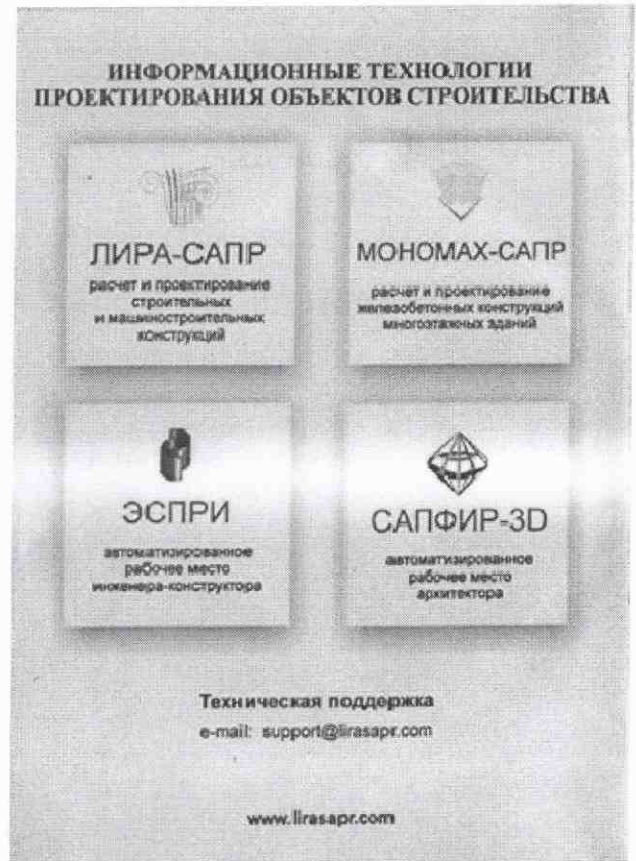 ИНФОРМАЦИОННЫЕ ТЕХНОЛОГИИ
ПРОЕКТИРОВАНИЯ ОБЪЕКТОВ СТРОИТЕЛЬСТВА
ЛИРА-САПР
расчет и проектирование
строительных
и машиностроительных
конструкций
МОНОМАХ-САПР
расчет и проектирование
железобетонных конструкций
многоэтажных зданий
ЭСПРИ
автоматизированное
рабочее место
инженера-конструктора
САПФИР-3D
автоматизированное
рабочее место
архитектора
Техническая поддержка
e-mail: support@lirasapr.com
www.lirasapr.com